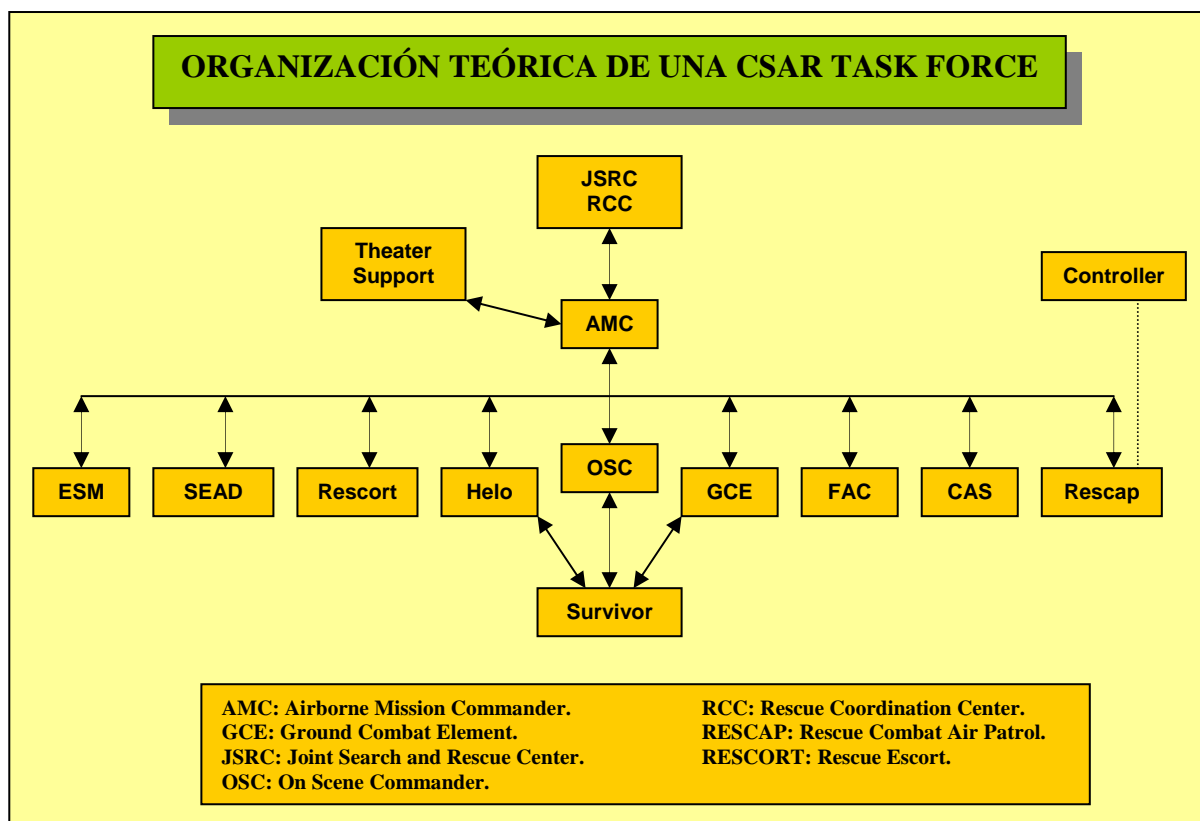 ORGANIZACIÓN TEÓRICA DE UNA CSAR TASK FORCE
JSRC
RCC
Theater
Support
Controller
AMC
OSC
ESM
SEAD
Rescort
Helo
GCE
FAC
CAS
Rescap
Survivor
AMC: Airborne Mission Commander.
GCE: Ground Combat Element.
JSRC: Joint Search and Rescue Center.
OSC: On Scene Commander.
RCC: Rescue Coordination Center.
RESCAP: Rescue Combat Air Patrol.
RESCORT: Rescue Escort.